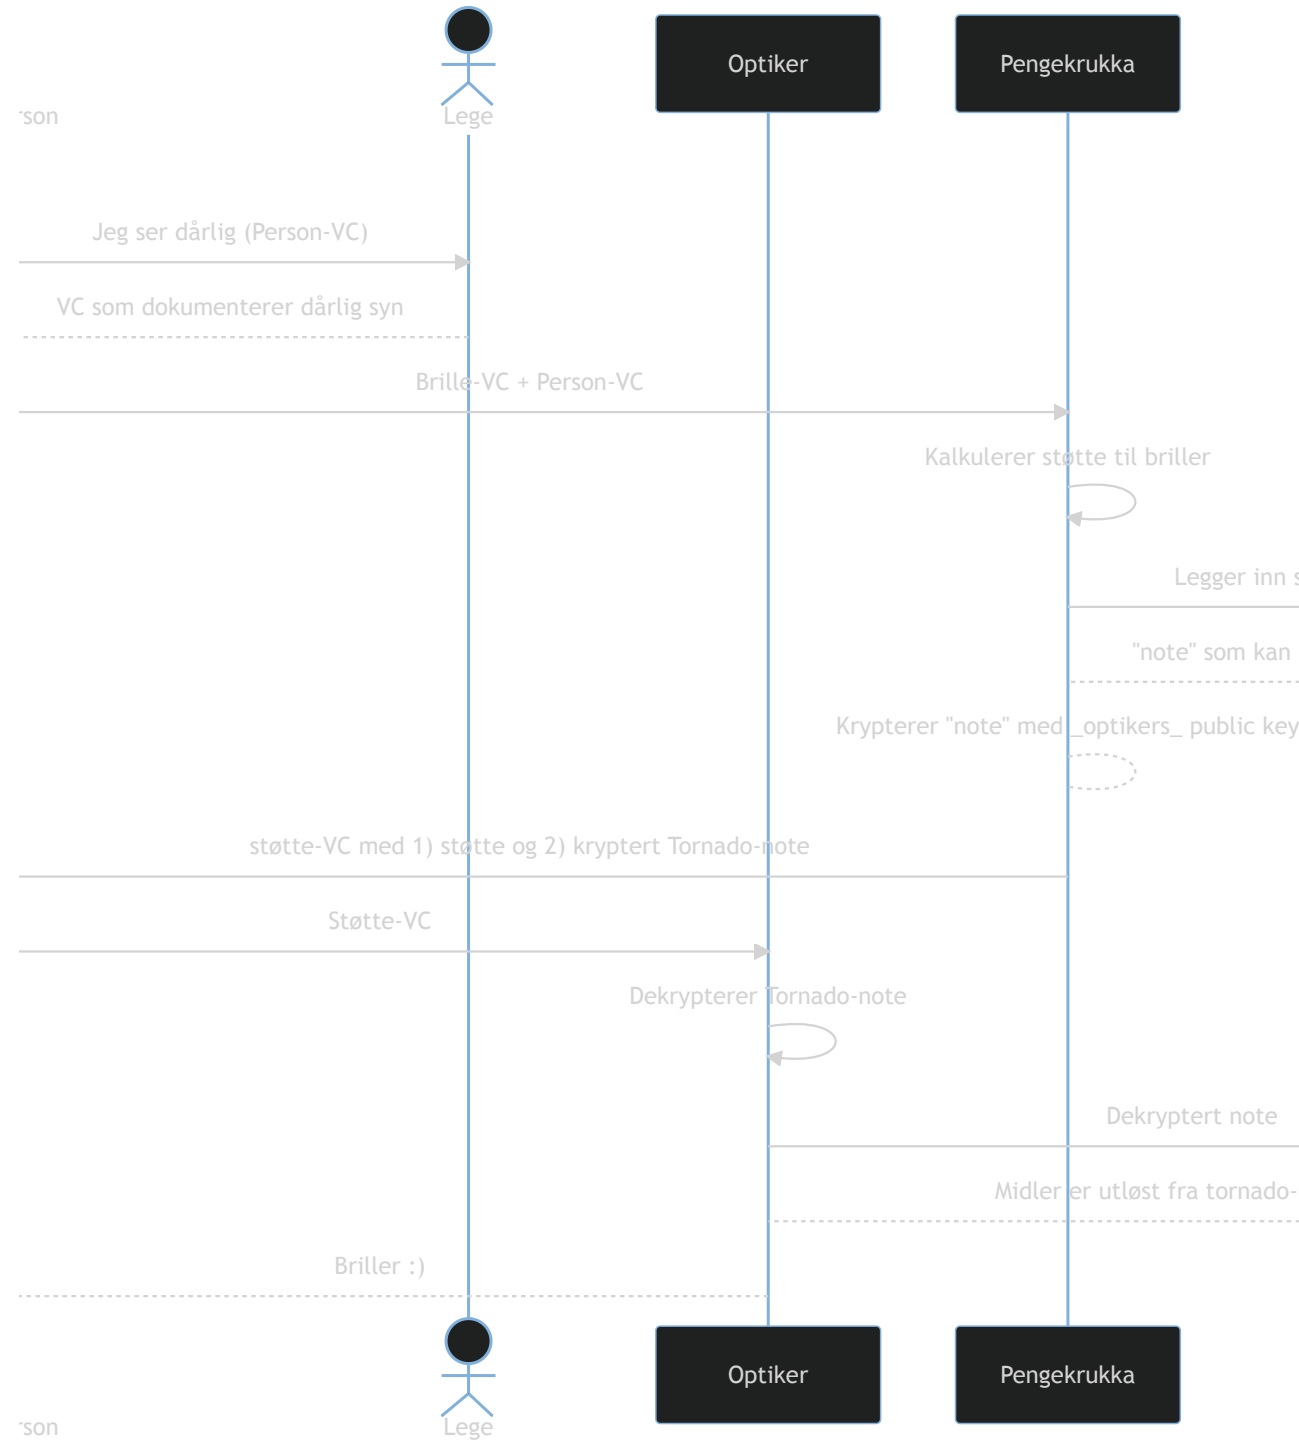 Optiker
Pengekrukka
rson
Lege
Jeg ser dårlig (Person-VC)
VC som dokumenterer dårlig syn
Brille-VC + Person-VC
Kalkulerer støtte til briller
Legger inn s
"note" som kan
Krypterer "note" med _optikers_ public key
støtte-VC med 1) støtte og 2) kryptert Tornado-note
Støtte-VC
Dekrypterer Tornado-note
Dekryptert note
Midler er utløst fra tornado-
Briller :)
Optiker
Pengekrukka
rson
Lege